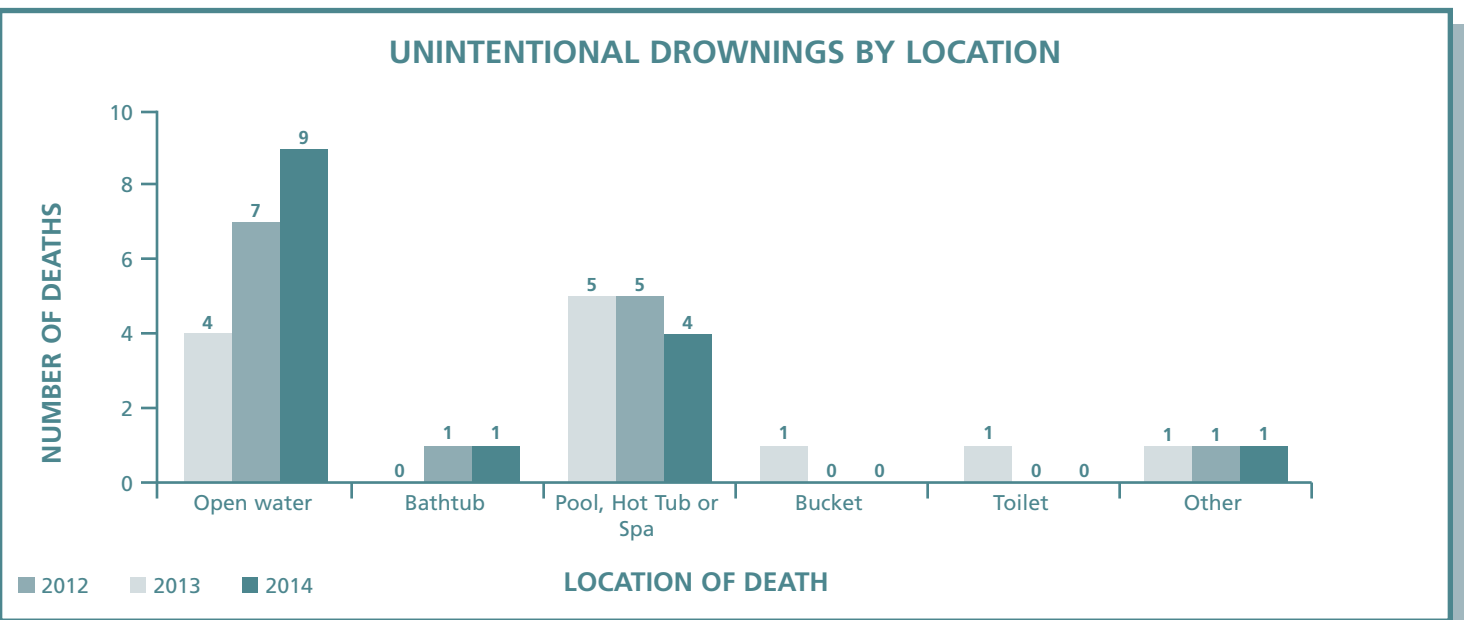 UNINTENTIONAL DROWNINGS BY LOCATION
NUMBER OF DEATHS
10
8
6
4
2
0
4 7 9
0 1 1
5 5 4
1 0 0
1 0 0
1 1 1
Open water
Bathtub
Pool, Hot Tub or
Spa
Bucket
Toilet
Other
LOCATION OF DEATH
2012 2013 2014